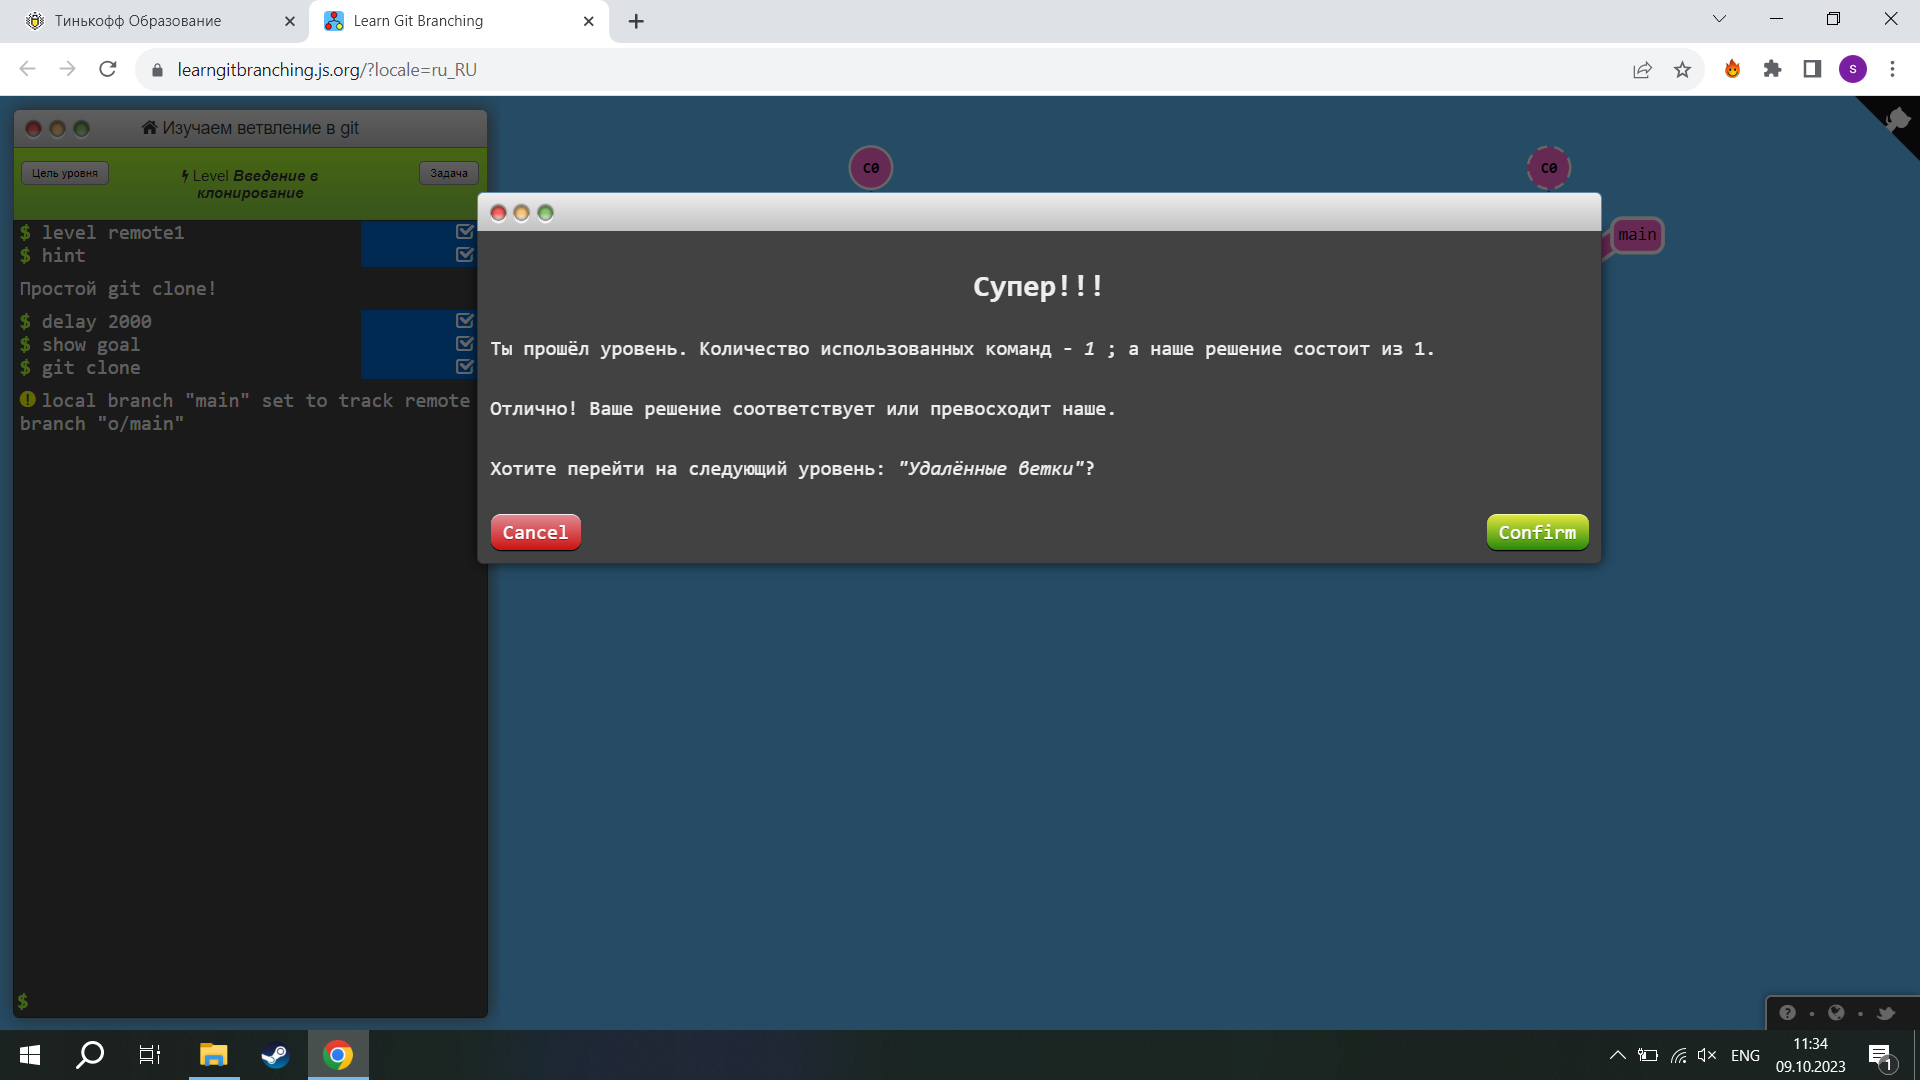 Тинькофф Образование
Learn Git Branching
learngitbranching.js.org/?locale=ru_RU
s
Изучаем ветвление в git
Цель уровня
Level Введение в
клонирование
Задача
$ level remote1
$ hint
Простой git clone!
$ delay 2000
$ show goal
$ git clone
local branch "main" set to track remote
branch "o/main"
$
C0
C0
main
Супер!!!
Ты прошёл уровень. Количество использованных команд - 1 ; а наше решение состоит из 1.
Отлично! Ваше решение соответствует или превосходит наше.
Хотите перейти на следующий уровень: "Удалённые ветки"?
Cancel
Confirm
ENG
11:34
09.10.2023
1